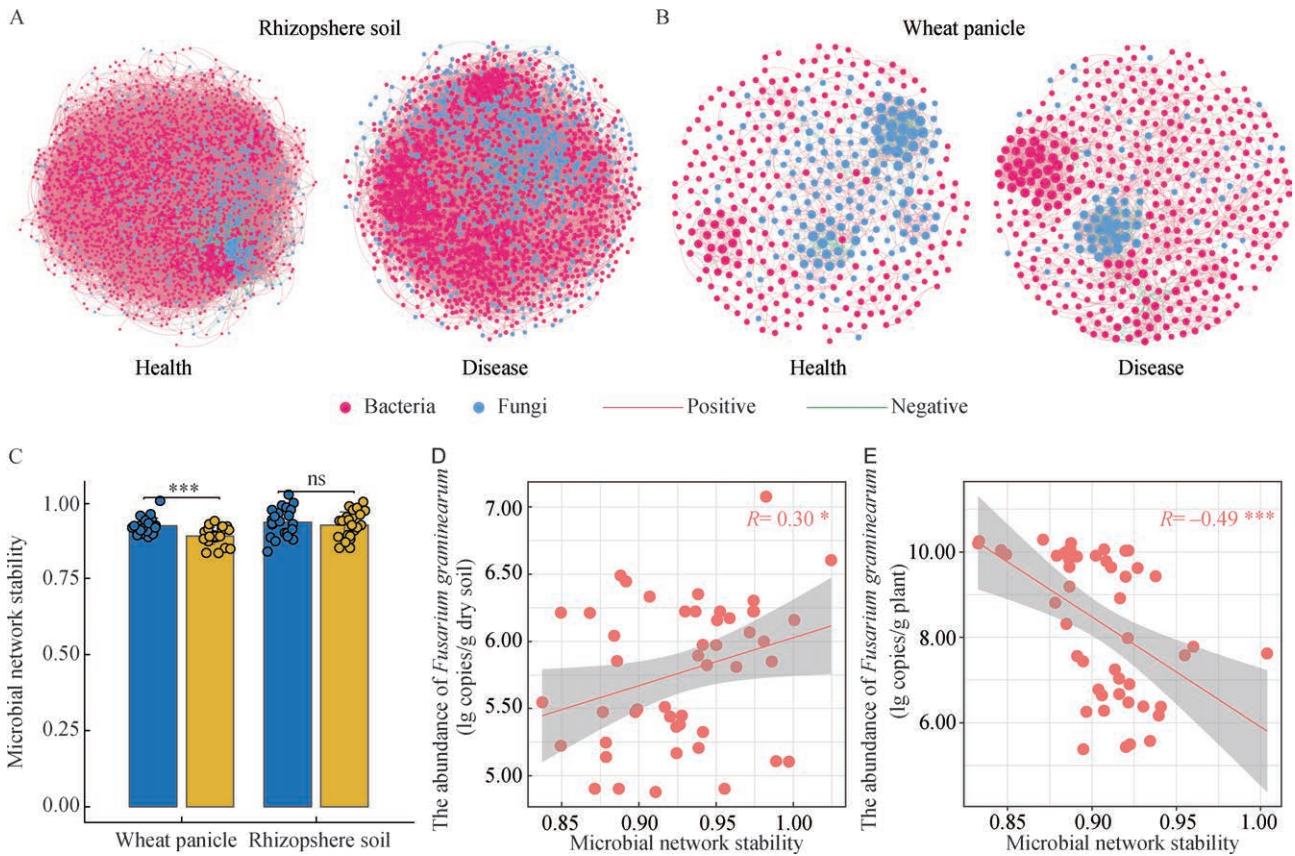 A
Rhizopshere soil
B
Wheat panicle
Health
Disease
Health
Disease
Bacteria
Fungi
Positive
Negative
C
Microbial network stability
1.00
0.75
0.50
0.25
0.00
***
ns
Wheat panicle
Rhizopshere soil
D
The abundance of Fusarium graminearum
(lg copies/g dry soil)
7.00
6.50
6.00
5.50
5.00
R= 0.30 *
0.85
0.90
0.95
1.00
Microbial network stability
E
The abundance of Fusarium graminearum
(lg copies/g plant)
10.00
8.00
6.00
R= –0.49 ***
0.85
0.90
0.95
1.00
Microbial network stability